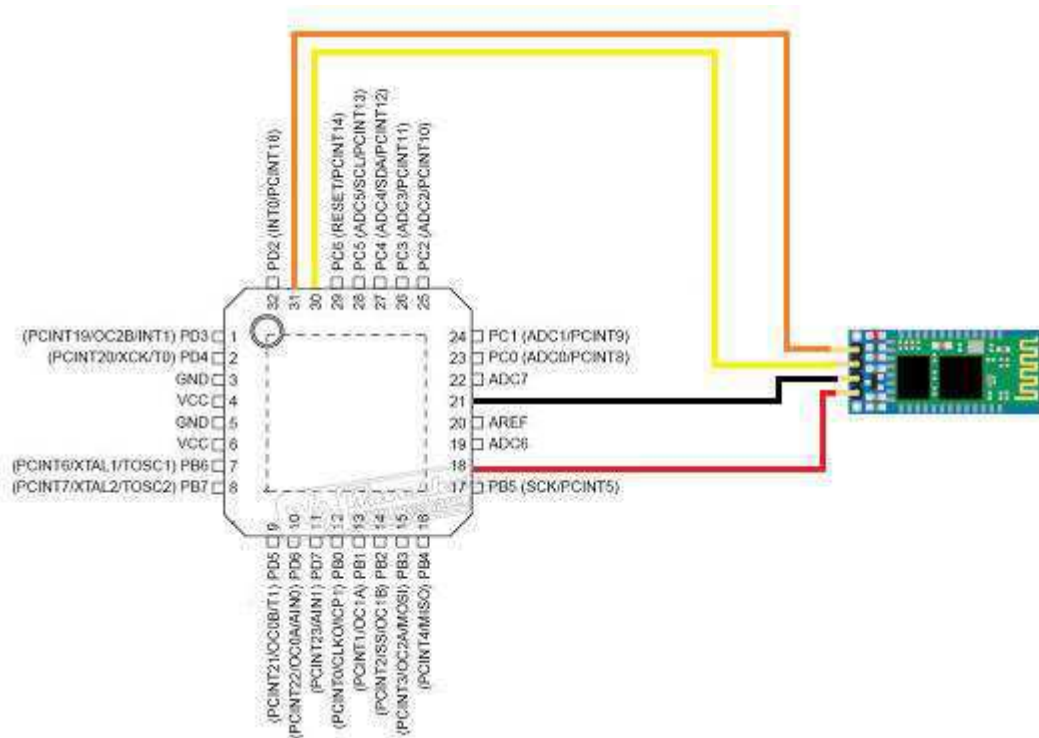 32 PD2 (INT0/PCINT18)
31
30
29 PC6 (RESET/PCINT14)
28 PC5 (ADC5/SCL/PCINT13)
27 PC4 (ADC4/SDA/PCINT12)
26 PC3 (ADC3/PCINT11)
25 PC2 (ADC2/PCINT10)
(PCINT19/OC2B/INT1) PD3 1
(PCINT20/XCK/T0) PD4 2
GND 3
VCC 4
GND 5
VCC 6
(PCINT6/XTAL1/TOSC1) PB6 7
(PCINT7/XTAL2/TOSC2) PB7 8
24 PC1 (ADC1/PCINT9)
23 PC0 (ADC0/PCINT8)
22 ADC7
21
20 AREF
19 ADC6
18
17 PB5 (SCK/PCINT5)
(PCINT21/OC0B/T1) PD5 9
(PCINT22/OC0A/AIN0) PD6 10
(PCINT23/AIN1) PD7 11
(PCINT0/CLKO/ICP1) PB0 12
(PCINT1/OC1A) PB1 13
(PCINT2/SS/OC1B) PB2 14
(PCINT3/OC2A/MOSI) PB3 15
(PCINT4/MISO) PB4 16